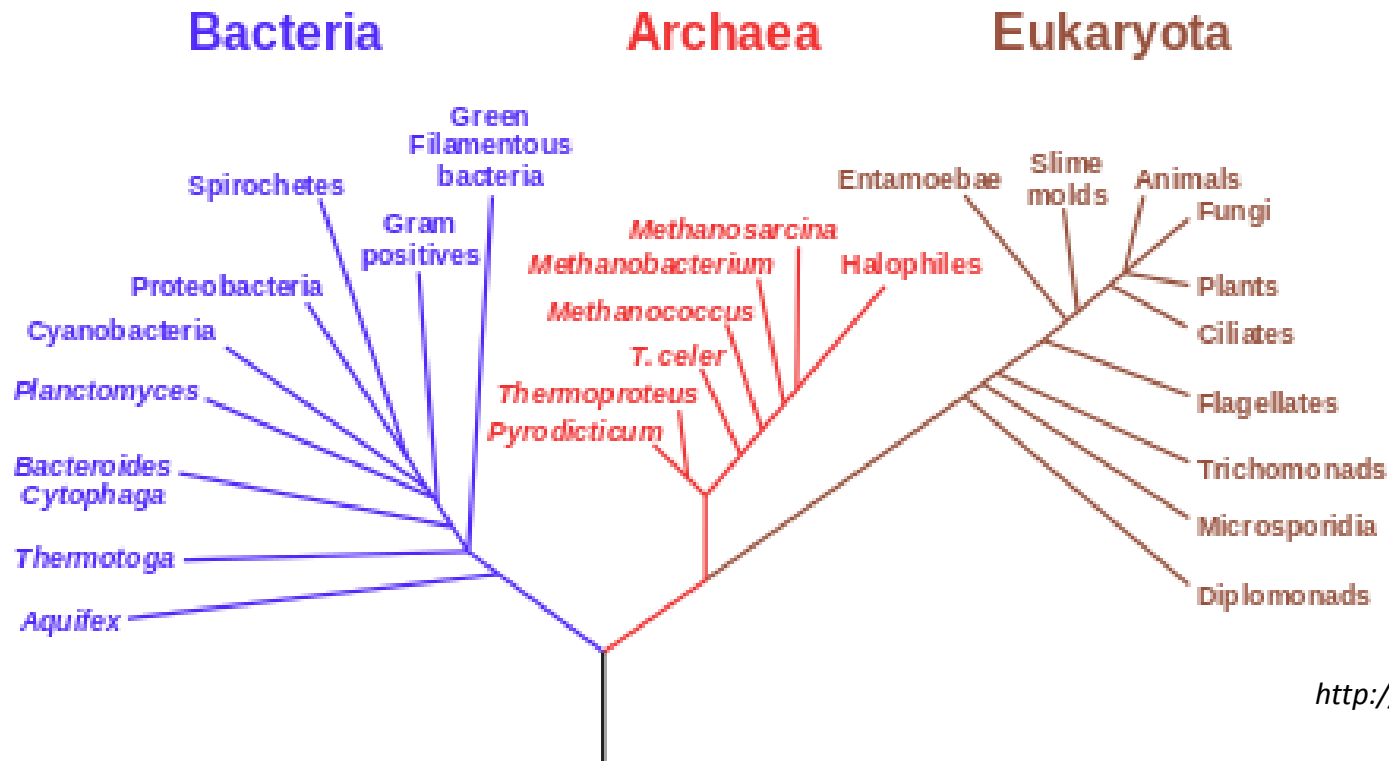 Bacteria
Archaea
Eukaryota
Green
Filamentous
bacteria
Spirochetes
Gram
positives
Proteobacteria
Cyanobacteria
Planctomyces
Bacteroides
Cytophaga
Thermotoga
Aquifex
Methanosarcina
Methanobacterium
Halophiles
Methanococcus
T. celer
Thermoproteus
Pyrodicticum
Entamoebae
Slime
molds
Animals
Fungi
Plants
Ciliates
Flagellates
Trichomonads
Microsporidia
Diplomonads
http:/